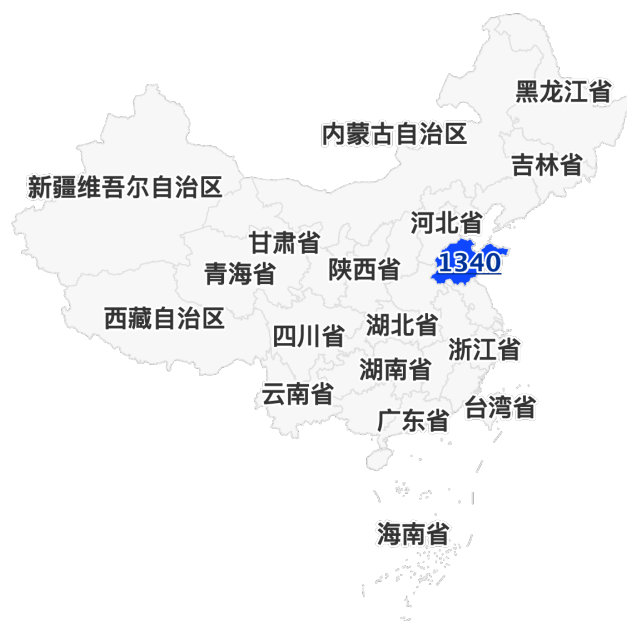 黑龙江省
内蒙古自治区
吉林省
新疆维吾尔自治区
河北省
甘肃省
1340
陕西省
青海省
西藏自治区
湖北省
四川省
浙江省
湖南省
云南省
台湾省
广东省
海南省